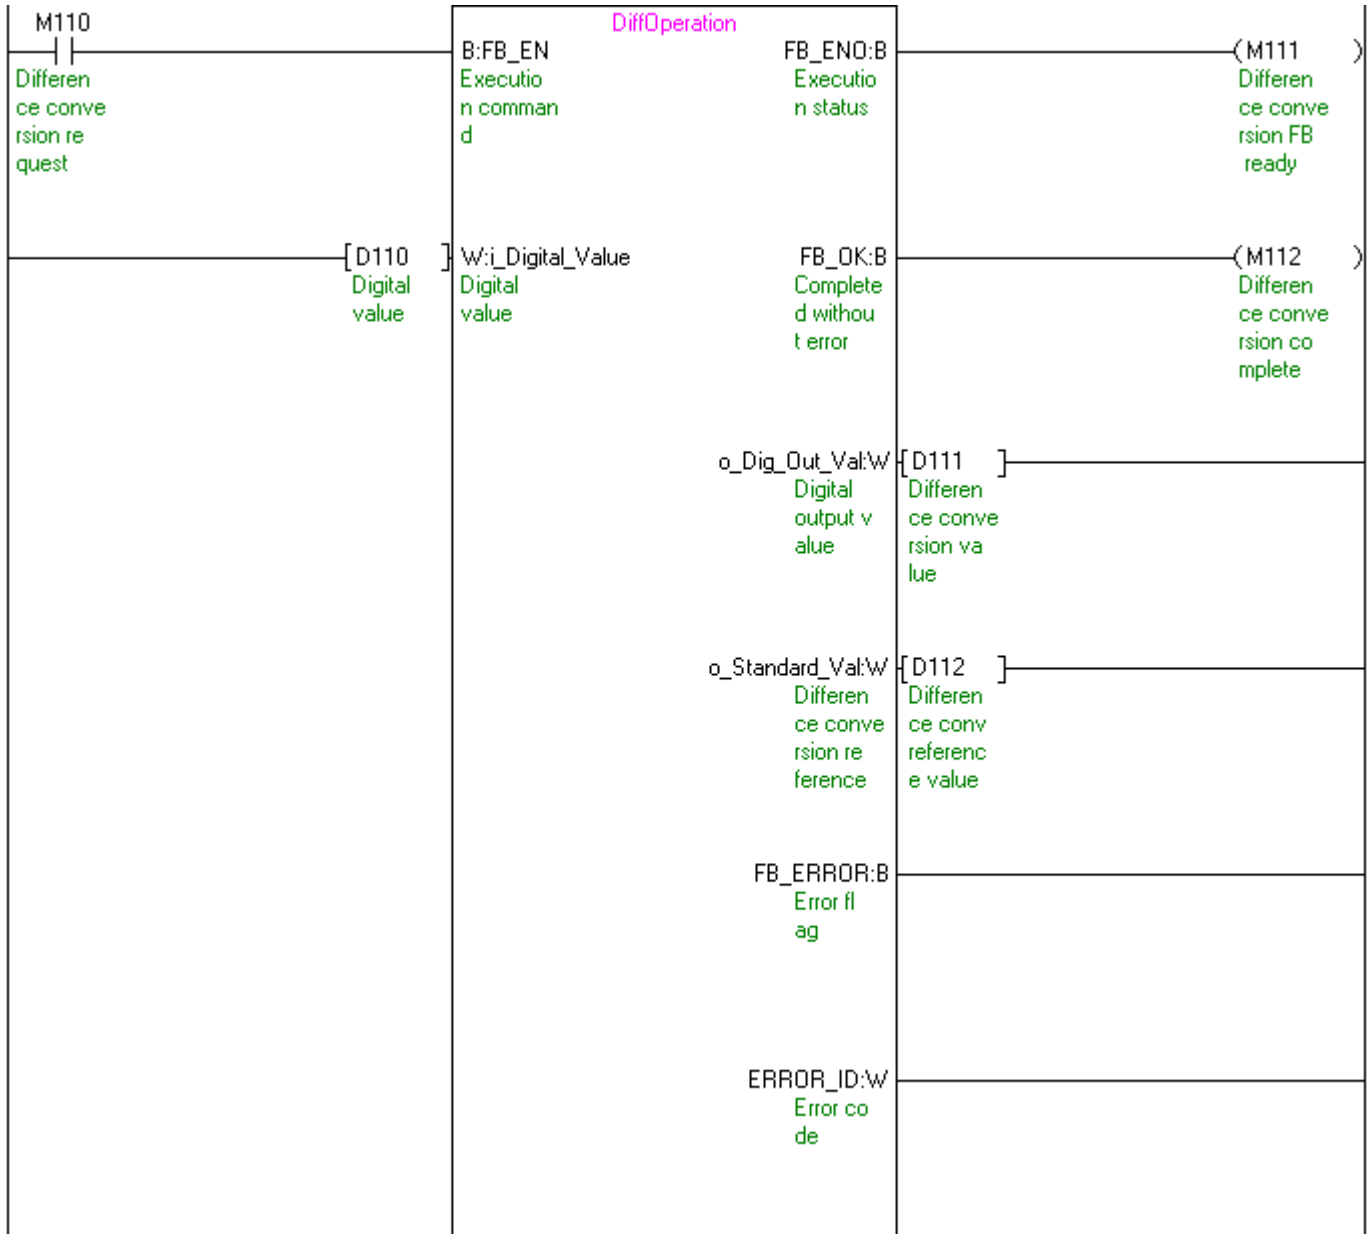 M110
DiffOperation
B:FB_EN
FB_ENO:B
(M111 )
Differen
ce conve
rsion re
quest
Executio
n comman
d
Executio
n status
Differen
ce conve
rsion FB
ready
[D110 ]
Digital
value
W:i_Digital_Value
Digital
value
FB_OK:B
Complete
d withou
t error
(M112 )
Differen
ce conve
rsion co
mplete
o_Dig_Out_Val:W
Digital
output v
alue
[D111 ]
Differen
ce conve
rsion va
lue
o_Standard_Val:W
Differen
ce conve
rsion re
ference
[D112 ]
Differen
ce conv
referenc
e value
FB_ERROR:B
Error fl
ag
ERROR_ID:W
Error co
de